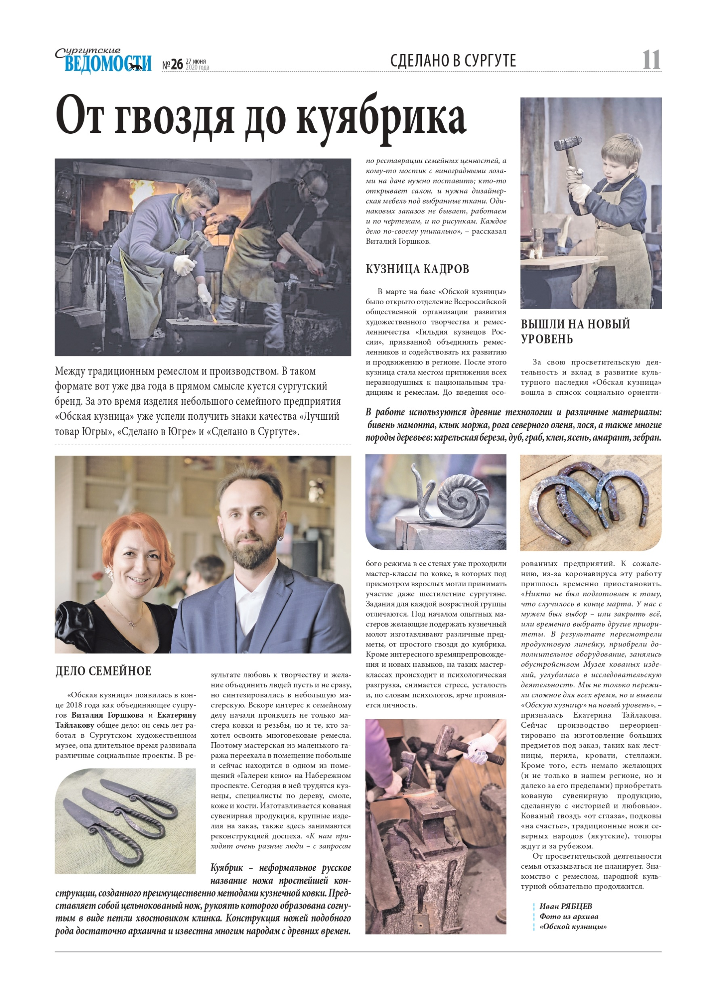 Сургутские
ВЕДОМОСТИ
№26 27 июня
2020 года
СДЕЛАНО В СУРГУТЕ
11
От гвоздя до куябрика
Между традиционным ремеслом и производством. В таком
формате вот уже два года в прямом смысле куется сургутский
бренд. За это время изделия небольшого семейного предприятия
«Обская кузница» уже успели получить знаки качества «Лучший
товар Югры», «Сделано в Югре» и «Сделано в Сургуте».
ДЕЛО СЕМЕЙНОЕ
«Обская кузница» появилась в кон-
це 2018 года как объединяющее супру-
гов Виталия Горшкова и Екатерину
Тайлакову общее дело: он семь лет ра-
ботал в Сургутском художественном
музее, она длительное время развивала
различные социальные проекты. В ре-
зультате любовь к творчеству и жела-
ние объединить людей пусть и не сразу,
но синтезировались в небольшую ма-
стерскую. Вскоре интерес к семейному
делу начали проявлять не только ма-
стера ковки и резьбы, но и те, кто за-
хотел освоить многовековые ремесла.
Поэтому мастерская из маленького га-
ража переехала в помещение побольше
и сейчас находится в одном из поме-
щений «Галереи кино» на Набережном
проспекте. Сегодня в ней трудятся куз-
нецы, специалисты по дереву, смоле,
коже и кости. Изготавливается кованая
сувенирная продукция, крупные изде-
лия на заказ, также здесь занимаются
реконструкцией доспеха. «К нам при-
ходят очень разные люди – с запросом
по реставрации семейных ценностей, а
кому-то мостик с виноградными лоза-
ми на даче нужно поставить; кто-то
открывает салон, и нужна дизайнер-
ская мебель под выбранные ткани. Оди-
наковых заказов не бывает, работаем
и по чертежам, и по рисункам. Каждое
дело по-своему уникально», – рассказал
Виталий Горшков.
Куябрик – неформальное русское
название ножа простейшей кон-
струкции, созданного преимущественно методами кузнечной ковки. Пред-
ставляет собой цельнокованый нож, рукоять которого образована согну-
тым в виде петли хвостовиком клинка. Конструкция ножей подобного
рода достаточно архаична и известна многим народам с древних времен.
КУЗНИЦА КАДРОВ
В марте на базе «Обской кузницы»
было открыто отделение Всероссийской
общественной организации развития
художественного творчества и ремес-
ленничества «Гильдия кузнецов Рос-
сии», призванной объединять ремес-
ленников и содействовать их развитию
и продвижению в регионе. После этого
кузница стала местом притяжения всех
неравнодушных к национальным тра-
дициям и ремеслам. До введения осо-
бого режима в ее стенах уже проходили
мастер-классы по ковке, в которых под
присмотром взрослых могли принимать
участие даже шестилетние сургутяне.
Задания для каждой возрастной группы
отличаются. Под началом опытных ма-
стеров желающие подержать кузнечный
молот изготавливают различные пред-
меты, от простого гвоздя до куябрика.
Кроме интересного времяпрепровожде-
ния и новых навыков, на таких мастер-
классах происходит и психологическая
разгрузка, снимается стресс, усталость
и, по словам психологов, ярче проявля-
ется личность.
В работе используются древние технологии и различные материалы:
бивень мамонта, клык моржа, рога северного оленя, лося, а также многие
породы деревьев: карельская береза, дуб, граб, клен, ясень, амарант, зебран.
ВЫШЛИ НА НОВЫЙ
УРОВЕНЬ
За свою просветительскую дея-
тельность и вклад в развитие куль-
турного наследия «Обская кузница»
вошла в список социально ориенти-
рованных предприятий. К сожале-
нию, из-за коронавируса эту работу
пришлось временно приостановить.
«Никто не был подготовлен к тому,
что случилось в конце марта. У нас с
мужем был выбор – или закрыть всё,
или временно выбрать другие приори-
теты. В результате пересмотрели
продуктовую линейку, приобрели до-
полнительное оборудование, занялись
обустройством Музея кованых изде-
лий, углубились в исследовательскую
деятельность. Мы не только пережи-
ли сложное для всех время, но и вывели
«Обскую кузницу» на новый уровень», –
призналась Екатерина Тайлакова.
Сейчас производство переориен-
тировано на изготовление больших
предметов под заказ, таких как лест-
ницы, перила, кровати, стеллажи.
Кроме того, есть немало желающих
(и не только в нашем регионе, но и
далеко за его пределами) приобретать
кованую сувенирную продукцию,
сделанную с «историей и любовью».
Кованый гвоздь «от сглаза», подковы
«на счастье», традиционные ножи се-
верных народов (якутские), топоры
ждут и за рубежом.
От просветительской деятельности
семья отказываться не планирует. Зна-
комство с ремеслом, народной куль-
турной обязательно продолжится.
Иван РЯБЦЕВ
Фото из архива
«Обской кузницы»